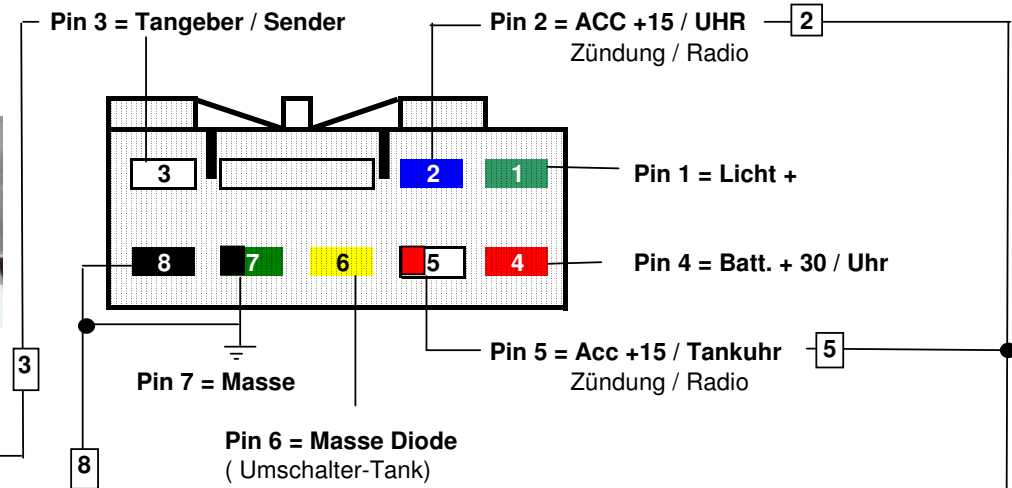 Pin 3 = Tangeber / Sender
Pin 2 = ACC +15 / UHR
2
Zündung / Radio
3
2
1
Pin 1 = Licht +
8
7
6
5
4
Pin 4 = Batt. + 30 / Uhr
3
Pin 7 = Masse
Pin 5 = Acc +15 / Tankuhr
5
Zündung / Radio
Pin 6 = Masse Diode
( Umschalter-Tank)
8